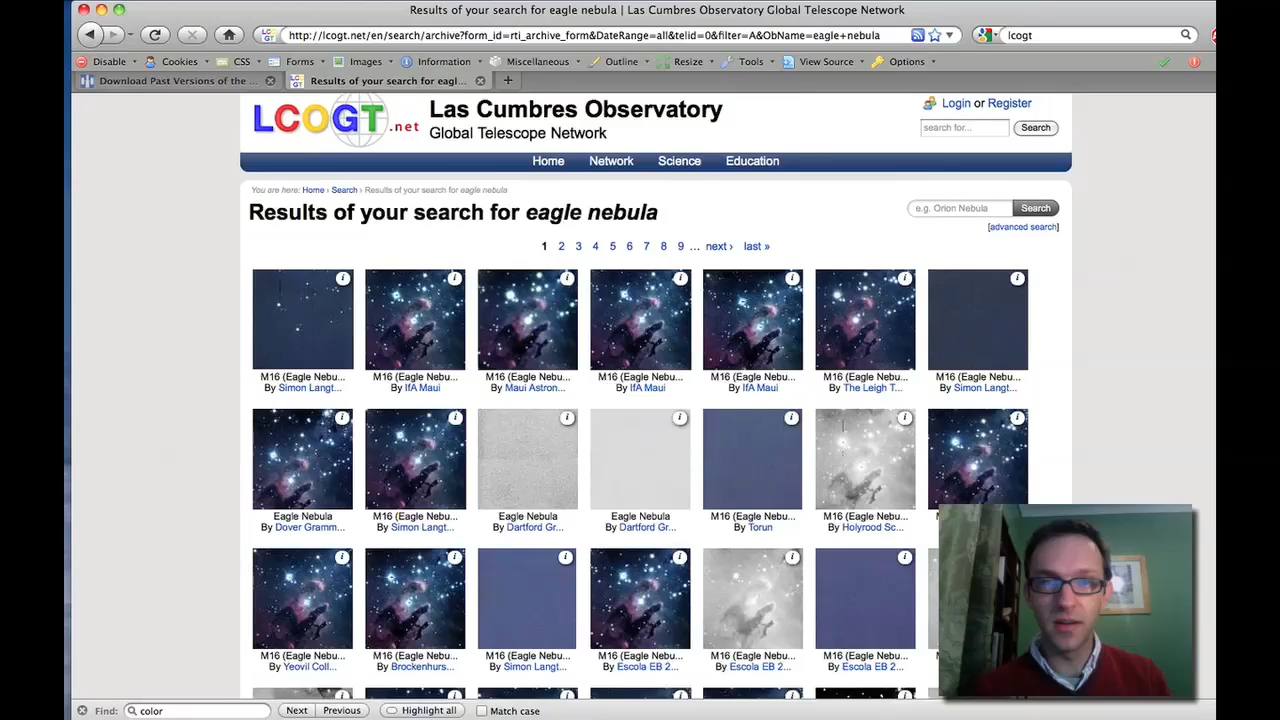 Results of your search for eagle nebula | Las Cumbres Observatory Global Telescope Network
http://lcogt.net/en/search/archive?form_id=rti_archive_form&DateRange=all&telid=0&filter=A&ObName=eagle+nebula
lcogt
Disable Cookies CSS Forms Images Information Miscellaneous Outline Resize Tools View Source Options
Download Past Versions of the ... Results of your search for eagl...
LCOGT.net
Las Cumbres Observatory
Global Telescope Network
Login or Register
search for... Search
Home Network Science Education
You are here: Home › Search › Results of your search for eagle nebula
Results of your search for eagle nebula
e.g. Orion Nebula Search
[advanced search]
1 2 3 4 5 6 7 8 9 ... next › last »
M16 (Eagle Nebu... M16 (Eagle Nebu... M16 (Eagle Nebu... M16 (Eagle Nebu... M16 (Eagle Nebu... M16 (Eagle Nebu... M16 (Eagle Nebu...
By Simon Langt... By IfA Maui By Maui Astron... By IfA Maui By IfA Maui By The Leigh T... By Simon Langt...
Eagle Nebula M16 (Eagle Nebu... Eagle Nebula Eagle Nebula M16 (Eagle Nebu... M16 (Eagle Nebu...
By Dover Gramm... By Simon Langt... By Dartford Gr... By Dartford Gr... By Torun By Holyrood Sc...
M16 (Eagle Nebu... M16 (Eagle Nebu... M16 (Eagle Nebu... M16 (Eagle Nebu... M16 (Eagle Nebu... M16 (Eagle Nebu...
By Yeovil Coll... By Brockenhurs... By Simon Langt... By Escola EB 2... By Escola EB 2... By Escola EB 2...
Find: color Next Previous Highlight all Match case